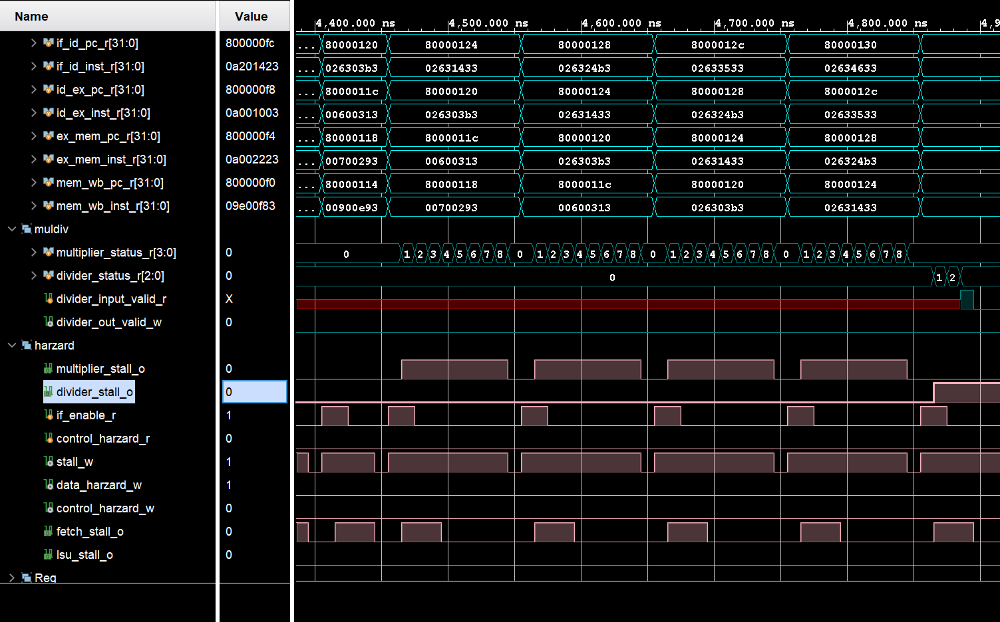 Name Value 4,400.000 ns 4,500.000 ns 4,600.000 ns 4,700.000 ns 4,800.000 ns 4,9
if_id_pc_r[31:0] 800000fc ... 80000120 80000124 80000128 8000012c 80000130
if_id_inst_r[31:0] 0a201423 ... 026303b3 02631433 026324b3 02633533 02634633
id_ex_pc_r[31:0] 800000f8 ... 8000011c 80000120 80000124 80000128 8000012c
id_ex_inst_r[31:0] 0a001003 ... 00600313 026303b3 02631433 026324b3 02633533
ex_mem_pc_r[31:0] 800000f4 ... 80000118 8000011c 80000120 80000124 80000128
ex_mem_inst_r[31:0] 0a002223 ... 00700293 00600313 026303b3 02631433 026324b3
mem_wb_pc_r[31:0] 800000f0 ... 80000114 80000118 8000011c 80000120 80000124
mem_wb_inst_r[31:0] 09e00f83 ... 00900e93 00700293 00600313 026303b3 02631433
muldiv
multiplier_status_r[3:0] 0 0 1 2 3 4 5 6 7 8 0 1 2 3 4 5 6 7 8 0 1 2 3 4 5 6 7 8 0 1 2 3 4 5 6 7 8
divider_status_r[2:0] 0 0 1 2
divider_input_valid_r X
divider_out_valid_w 0
harzard
multiplier_stall_o 0
divider_stall_o 0
if_enable_r 1
control_harzard_r 0
stall_w 1
data_harzard_w 1
control_harzard_w 0
fetch_stall_o 0
lsu_stall_o 0
Reg